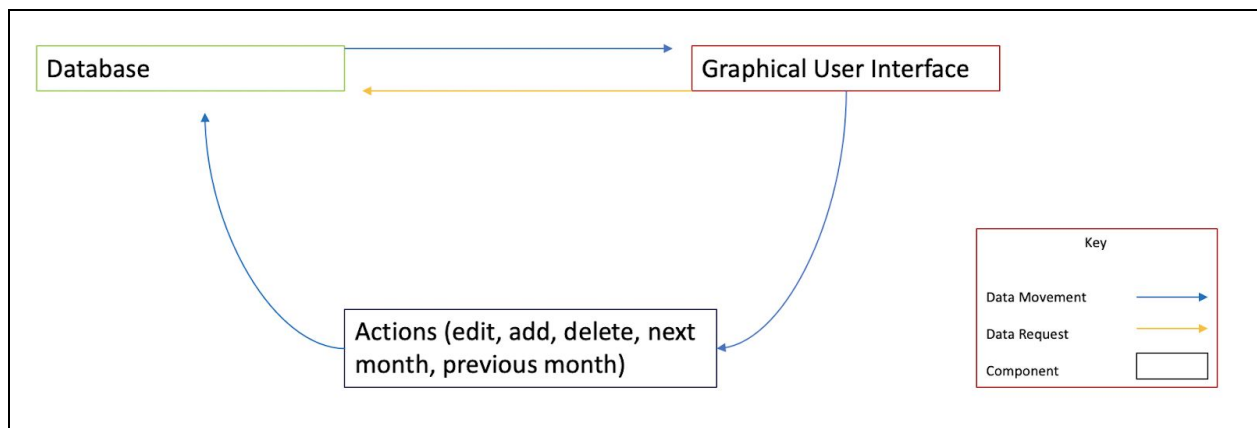 Database
Graphical User Interface
Actions (edit, add, delete, next
month, previous month)
Key
Data Movement
Data Request
Component